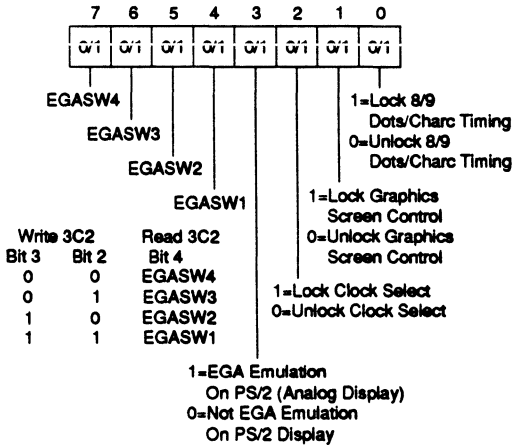 7 6 5 4 3 2 1 0
0/1 0/1 0/1 0/1 0/1 0/1 0/1 0/1
EGASW4
EGASW3
EGASW2
EGASW1
1=Lock 8/9
Dots/Charc Timing
0=Unlock 8/9
Dots/Charc Timing
1=Lock Graphics
Screen Control
0=Unlock Graphics
Screen Control
1=Lock Clock Select
0=Unlock Clock Select
Write 3C2 Read 3C2
Bit 3 Bit 2 Bit 4
0 0 EGASW4
0 1 EGASW3
1 0 EGASW2
1 1 EGASW1
1=EGA Emulation
On PS/2 (Analog Display)
0=Not EGA Emulation
On PS/2 Display